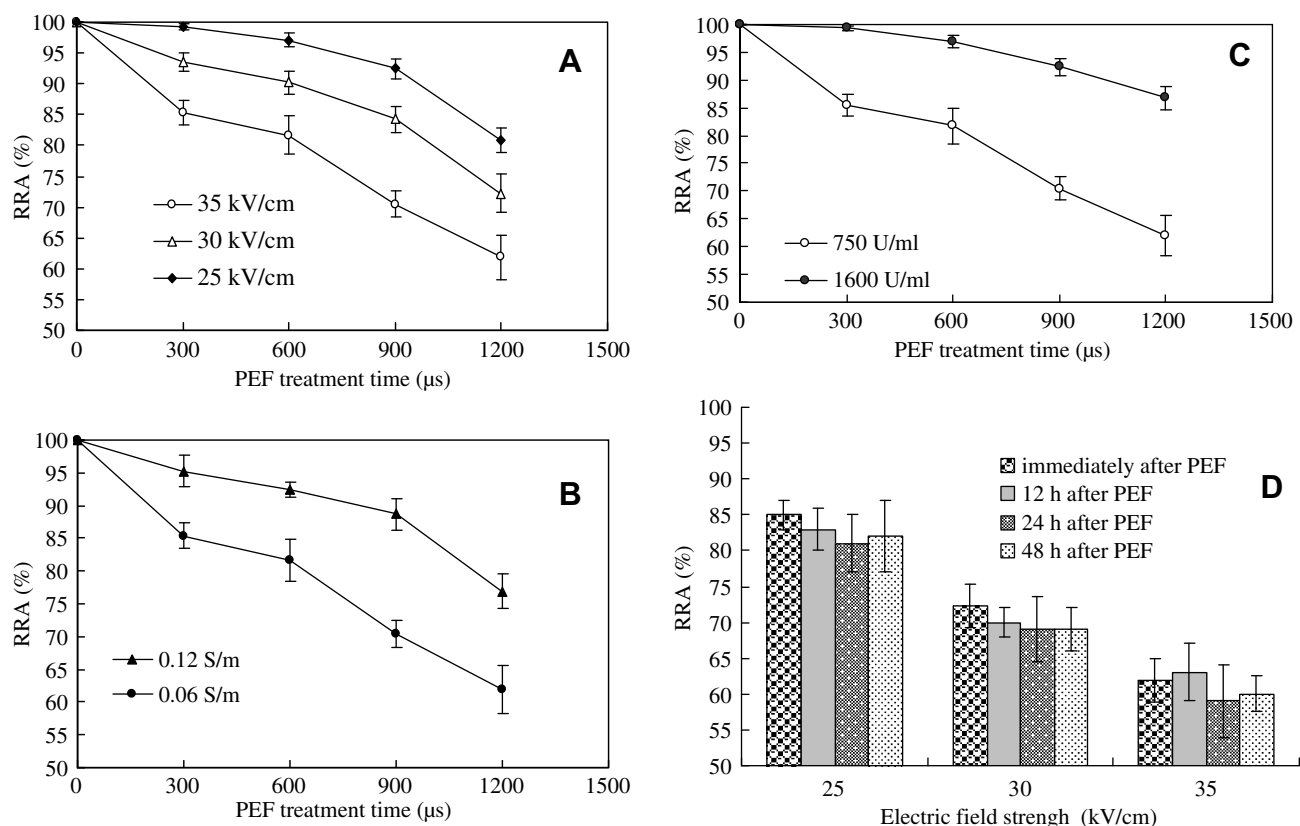 A
RRA (%)
100
95
90
85
80
75
70
65
60
55
50
35 kV/cm
30 kV/cm
25 kV/cm
0 300 600 900 1200 1500
PEF treatment time (µs)
C
RRA (%)
100
95
90
85
80
75
70
65
60
55
50
750 U/ml
1600 U/ml
0 300 600 900 1200 1500
PEF treatment time (µs)
B
RRA (%)
100
95
90
85
80
75
70
65
60
55
50
0.12 S/m
0.06 S/m
0 300 600 900 1200 1500
PEF treatment time (µs)
D
RRA (%)
100
95
90
85
80
75
70
65
60
55
50
immediately after PEF
12 h after PEF
24 h after PEF
48 h after PEF
25 30 35
Electric field strengh (kV/cm)